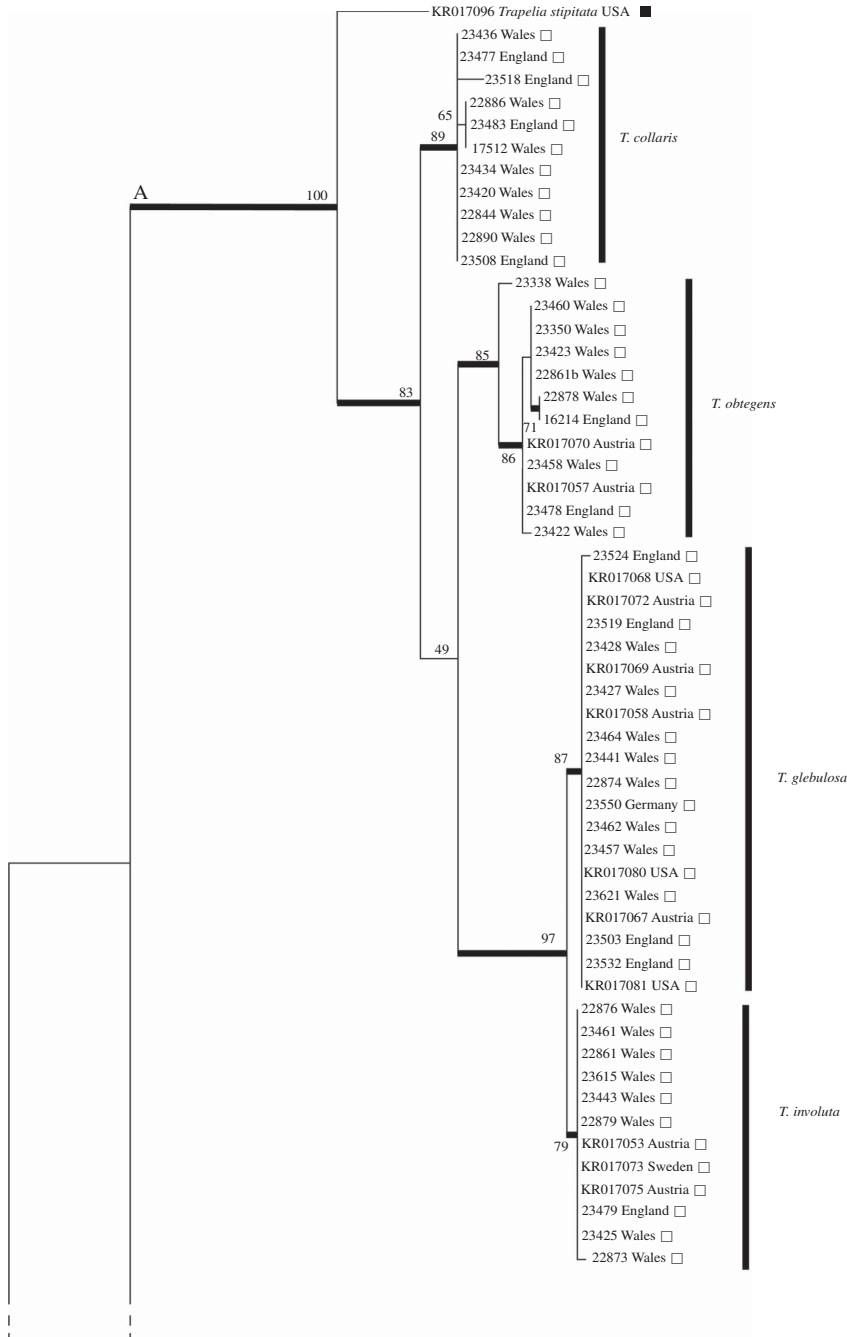 KR017096 Trapelia stipitata USA ■
23436 Wales □
23477 England □
23518 England □
22886 Wales □
65
23483 England □
89
T. collaris
17512 Wales □
23434 Wales □
A
100
23420 Wales □
22844 Wales □
22890 Wales □
23508 England □
23338 Wales □
23460 Wales □
23350 Wales □
85
23423 Wales □
22861b Wales □
83
22878 Wales □
T. obtegens
16214 England □
71
KR017070 Austria □
86
23458 Wales □
KR017057 Austria □
23478 England □
23422 Wales □
23524 England □
KR017068 USA □
KR017072 Austria □
23519 England □
49
23428 Wales □
KR017069 Austria □
23427 Wales □
KR017058 Austria □
23464 Wales □
87
23441 Wales □
T. glebulosa
22874 Wales □
23550 Germany □
23462 Wales □
23457 Wales □
KR017080 USA □
23621 Wales □
KR017067 Austria □
97
23503 England □
23532 England □
KR017081 USA □
22876 Wales □
23461 Wales □
22861 Wales □
23615 Wales □
23443 Wales □
T. involuta
22879 Wales □
79
KR017053 Austria □
KR017073 Sweden □
KR017075 Austria □
23479 England □
23425 Wales □
22873 Wales □